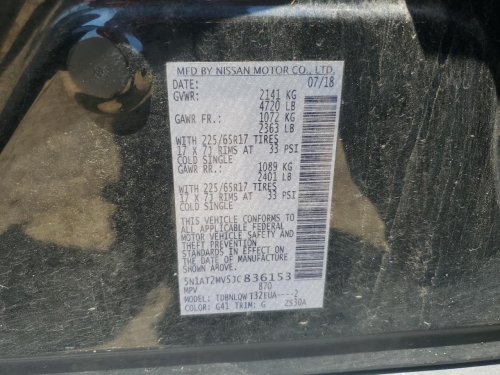 MFD BY NISSAN MOTOR CO., LTD.
DATE: 07/18
GVWR: 2141 KG
4720 LB
GAWR FR.: 1072 KG
2363 LB
WITH 225/65R17 TIRES
17 X 7J RIMS AT 33 PSI
COLD SINGLE
GAWR RR.: 1089 KG
2401 LB
WITH 225/65R17 TIRES
17 X 7J RIMS AT 33 PSI
COLD SINGLE
THIS VEHICLE CONFORMS TO
ALL APPLICABLE FEDERAL
MOTOR VEHICLE SAFETY AND
THEFT PREVENTION
STANDARDS IN EFFECT ON
THE DATE OF MANUFACTURE
SHOWN ABOVE.
5N1AT2MV5JC836153
MPV 870
MODEL: TDBNLQW T32EUA----2
COLOR: G41 TRIM: G ZS30A